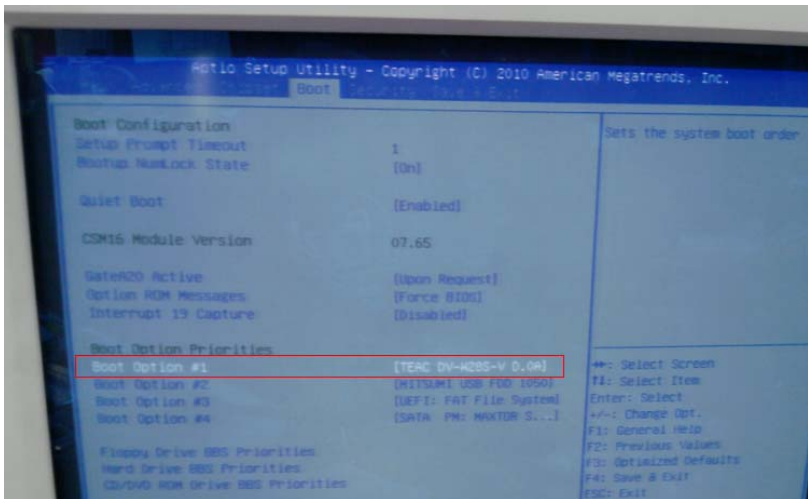 Aptio Setup Utility - Copyright (C) 2010 American Megatrends, Inc.
Boot
Boot Configuration
Setup Prompt Timeout 1
Bootup NumLock State [On]
Quiet Boot [Enabled]
CSM16 Module Version 07.65
GateA20 Active [Upon Request]
Option ROM Messages [Force BIOS]
Interrupt 19 Capture [Disabled]
Boot Option Priorities
Boot Option #1 [TEAC DV-W28S-V D.0A]
Boot Option #2 [MITSUMI USB FDD 1050]
Boot Option #3 [UEFI: FAT File System]
Boot Option #4 [SATA PM: MAXTOR S...]
Floppy Drive BBS Priorities
Hard Drive BBS Priorities
CD/DVD ROM Drive BBS Priorities
Sets the system boot order
→←: Select Screen
↑↓: Select Item
Enter: Select
+/-: Change Opt.
F1: General Help
F2: Previous Values
F3: Optimized Defaults
F4: Save & Exit
ESC: Exit